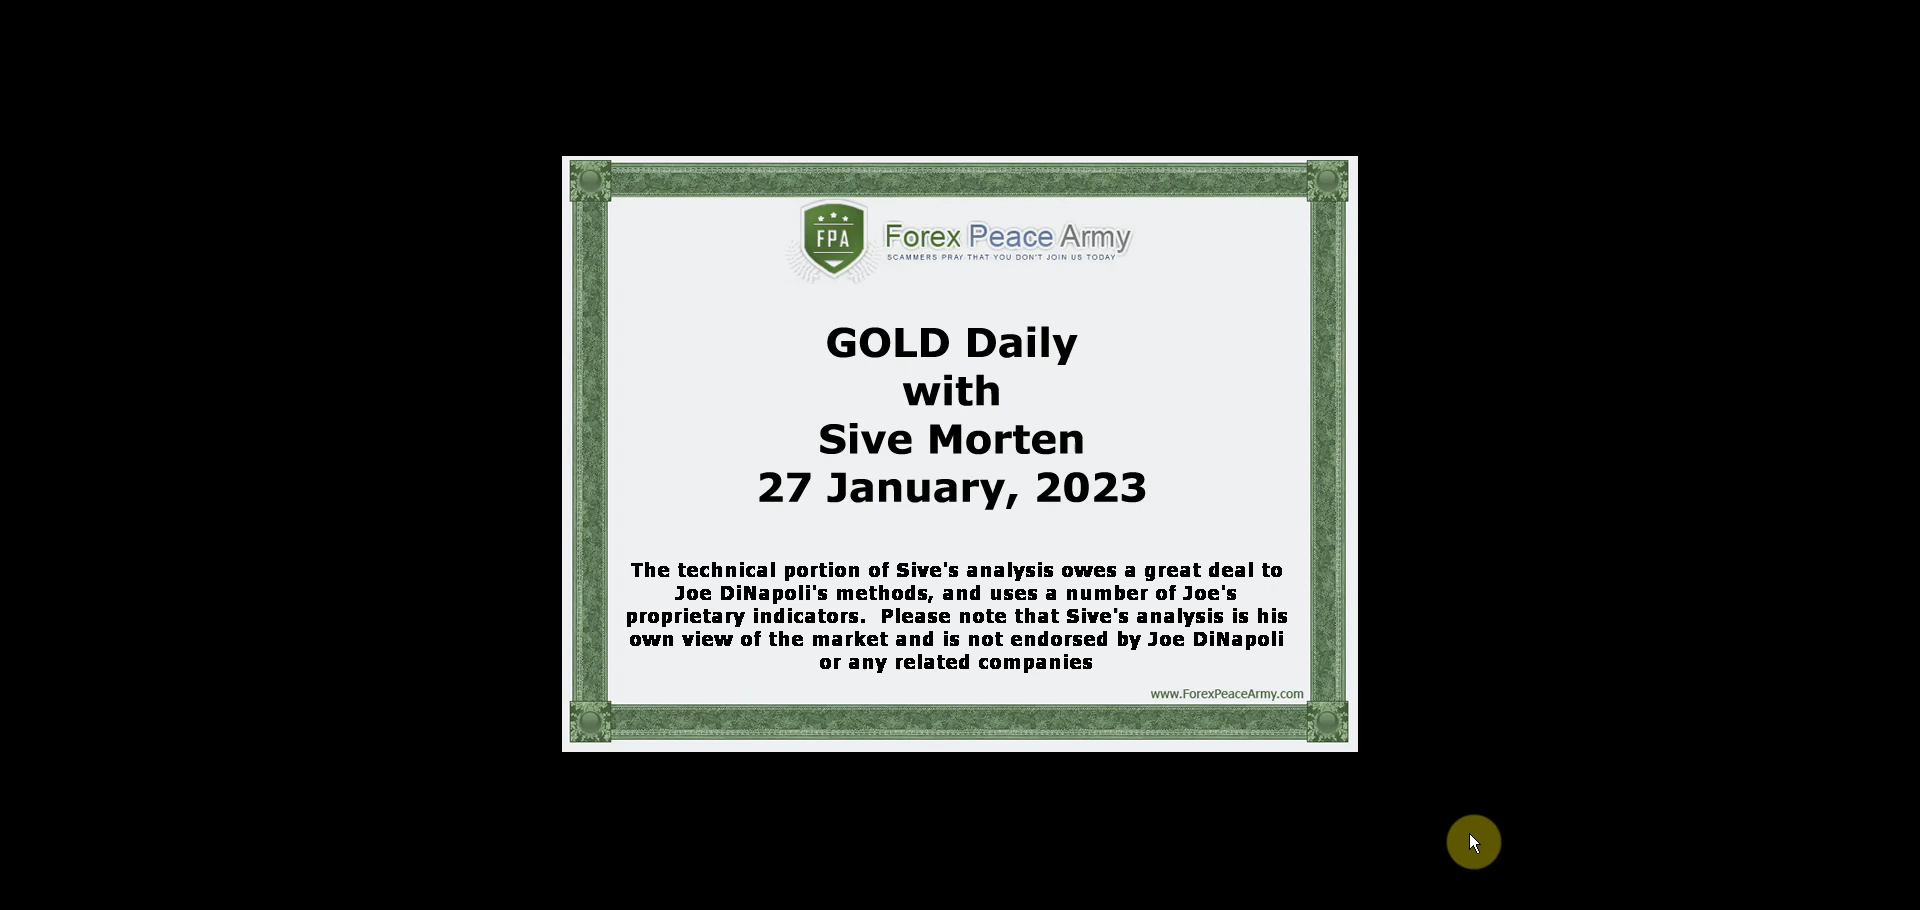 FPA
Forex Peace Army
SCAMMERS PRAY THAT YOU DON'T JOIN US TODAY
GOLD Daily
with
Sive Morten
27 January, 2023
The technical portion of Sive's analysis owes a great deal to
Joe DiNapoli's methods, and uses a number of Joe's
proprietary indicators.  Please note that Sive's analysis is his
own view of the market and is not endorsed by Joe DiNapoli
or any related companies
www.ForexPeaceArmy.com